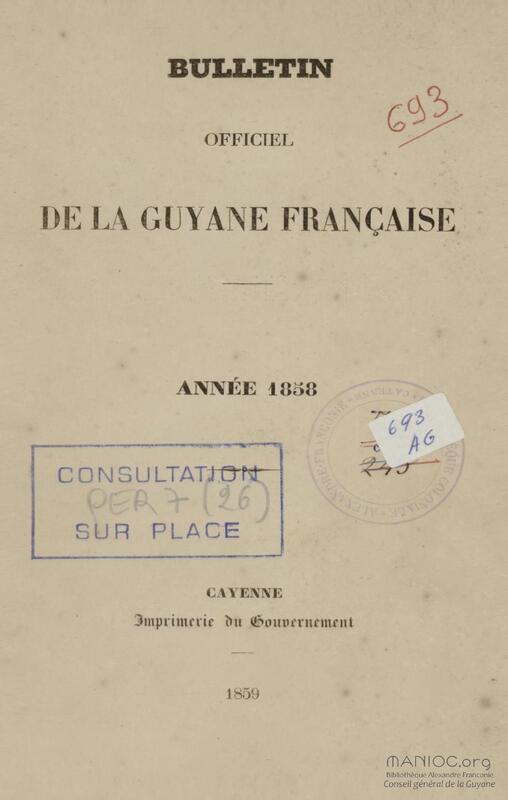 BULLETIN
693
OFFICIEL
DE LA GUYANE FRANÇAISE
ANNÉE 1858
693
AG
245
CONSULTATION
PER 7 (26)
SUR PLACE
CAYENNE
Imprimerie du Gouvernement
1859
MANIOC.org
Bibliothèque Alexandre Franconie
Conseil général de la Guyane